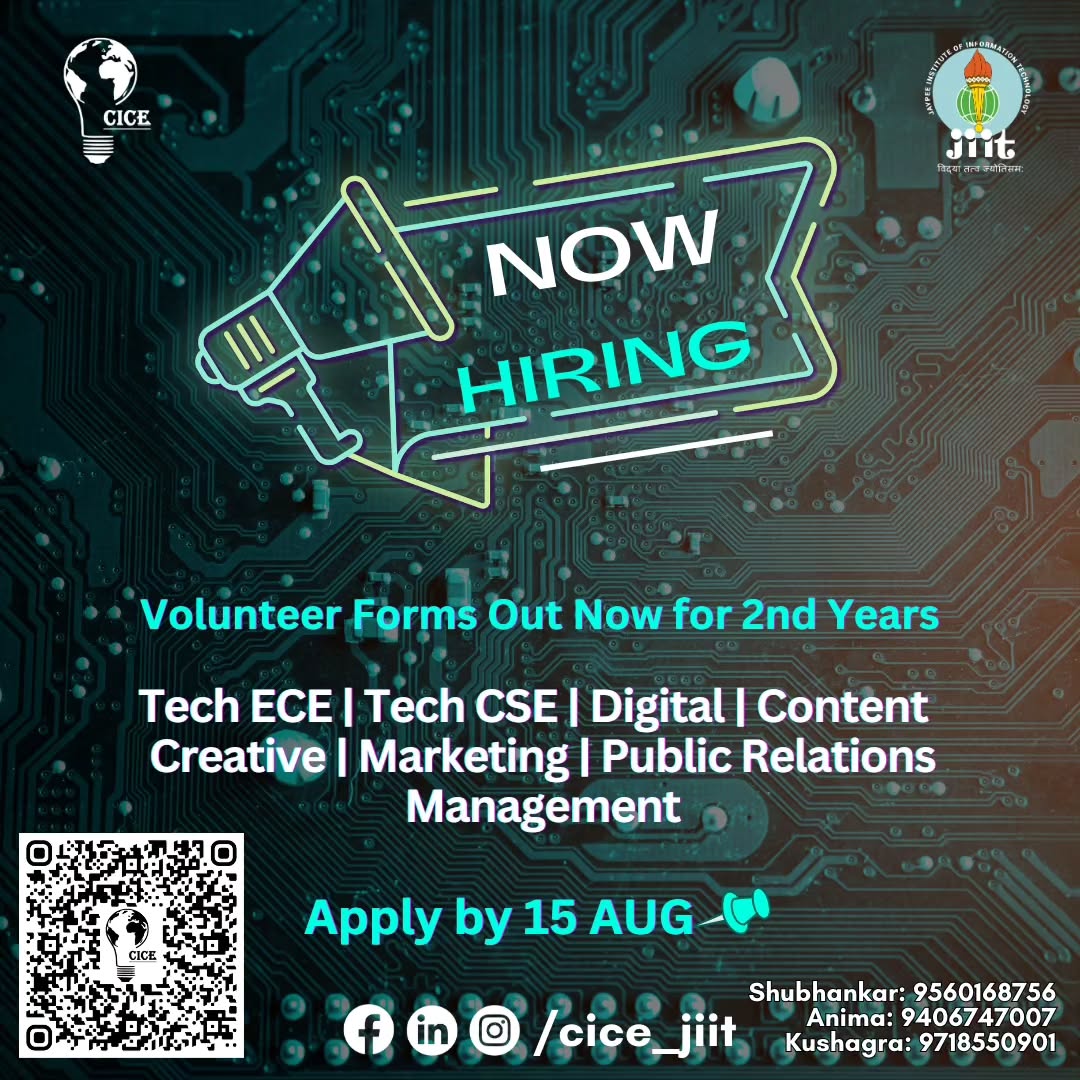 CICE
JAYPEE INSTITUTE OF INFORMATION TECHNOLOGY
jiit
विद्या तत्व ज्योतिसम:
NOW
HIRING
Volunteer Forms Out Now for 2nd Years
Tech ECE | Tech CSE | Digital | Content
Creative | Marketing | Public Relations
Management
CICE
Apply by 15 AUG
/cice_jiit
Shubhankar: 9560168756
Anima: 9406747007
Kushagra: 9718550901